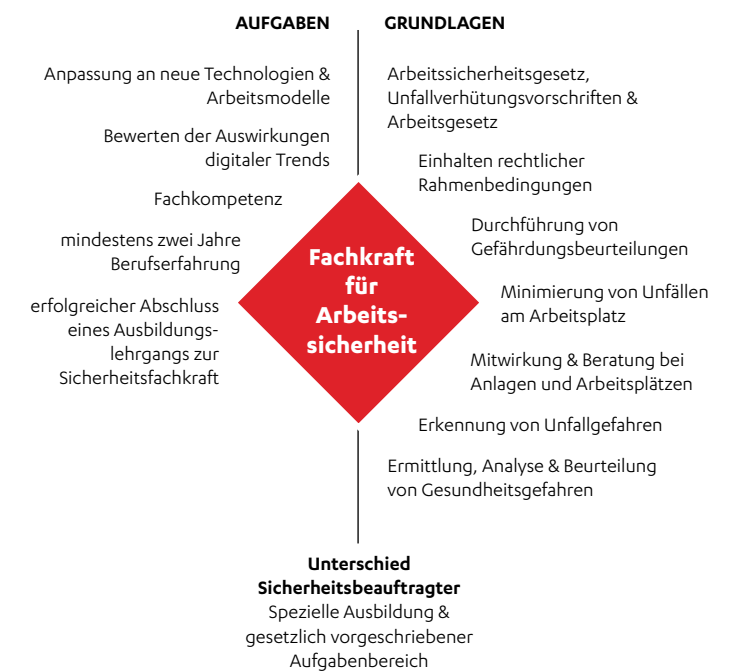 AUFGABEN
Anpassung an neue Technologien &
Arbeitsmodelle
Bewerten der Auswirkungen
digitaler Trends
Fachkompetenz
mindestens zwei Jahre
Berufserfahrung
erfolgreicher Abschluss
eines Ausbildungs-
lehrgangs zur
Sicherheitsfachkraft
GRUNDLAGEN
Arbeitssicherheitsgesetz,
Unfallverhütungsvorschriften &
Arbeitsgesetz
Einhalten rechtlicher
Rahmenbedingungen
Durchführung von
Gefährdungsbeurteilungen
Minimierung von Unfällen
am Arbeitsplatz
Mitwirkung & Beratung bei
Anlagen und Arbeitsplätzen
Erkennung von Unfallgefahren
Ermittlung, Analyse & Beurteilung
von Gesundheitsgefahren
Fachkraft
für
Arbeits-
sicherheit
Unterschied
Sicherheitsbeauftragter
Spezielle Ausbildung &
gesetzlich vorgeschriebener
Aufgabenbereich